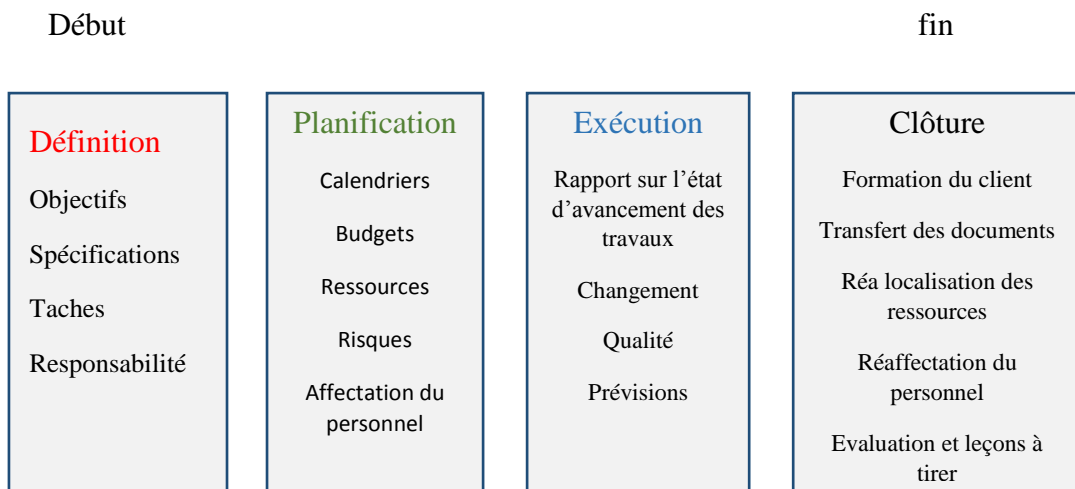 Début
fin
Définition
Objectifs
Spécifications
Taches
Responsabilité
Planification
Calendriers
Budgets
Ressources
Risques
Affectation du
personnel
Exécution
Rapport sur l’état
d’avancement des
travaux
Changement
Qualité
Prévisions
Clôture
Formation du client
Transfert des documents
Réa localisation des
ressources
Réaffectation du
personnel
Evaluation et leçons à
tirer